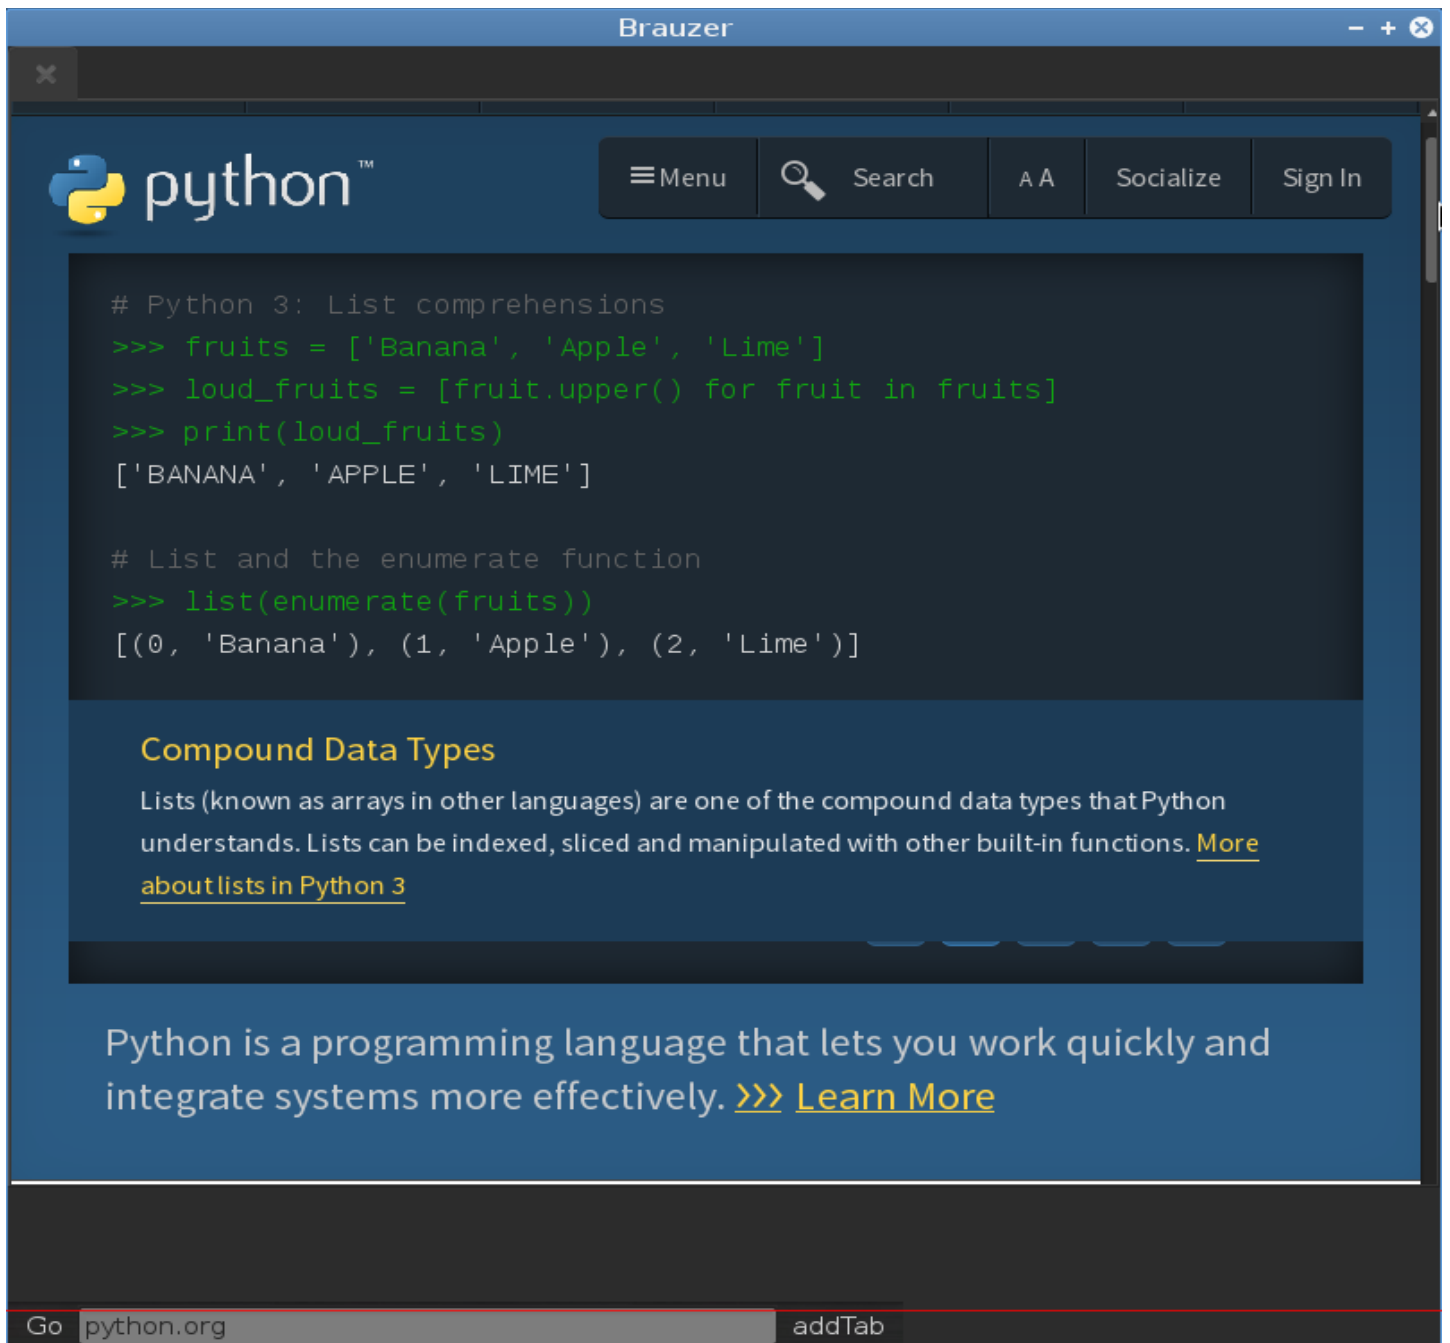 Brauzer
python™
Menu
Search
A A
Socialize
Sign In
# Python 3: List comprehensions
>>> fruits = ['Banana', 'Apple', 'Lime']
>>> loud_fruits = [fruit.upper() for fruit in fruits]
>>> print(loud_fruits)
['BANANA', 'APPLE', 'LIME']
# List and the enumerate function
>>> list(enumerate(fruits))
[(0, 'Banana'), (1, 'Apple'), (2, 'Lime')]
Compound Data Types
Lists (known as arrays in other languages) are one of the compound data types that Python
understands. Lists can be indexed, sliced and manipulated with other built-in functions. More
about lists in Python 3
Python is a programming language that lets you work quickly and
integrate systems more effectively. >>> Learn More
Go
python.org
addTab